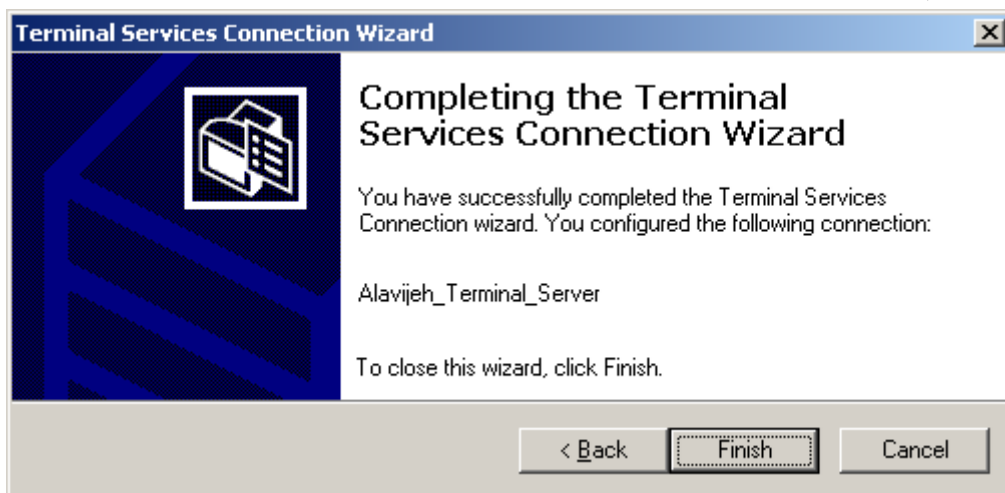 Terminal Services Connection Wizard
Completing the Terminal
Services Connection Wizard
You have successfully completed the Terminal Services
Connection wizard. You configured the following connection:
Alavijeh_Terminal_Server
To close this wizard, click Finish.
< Back Finish Cancel